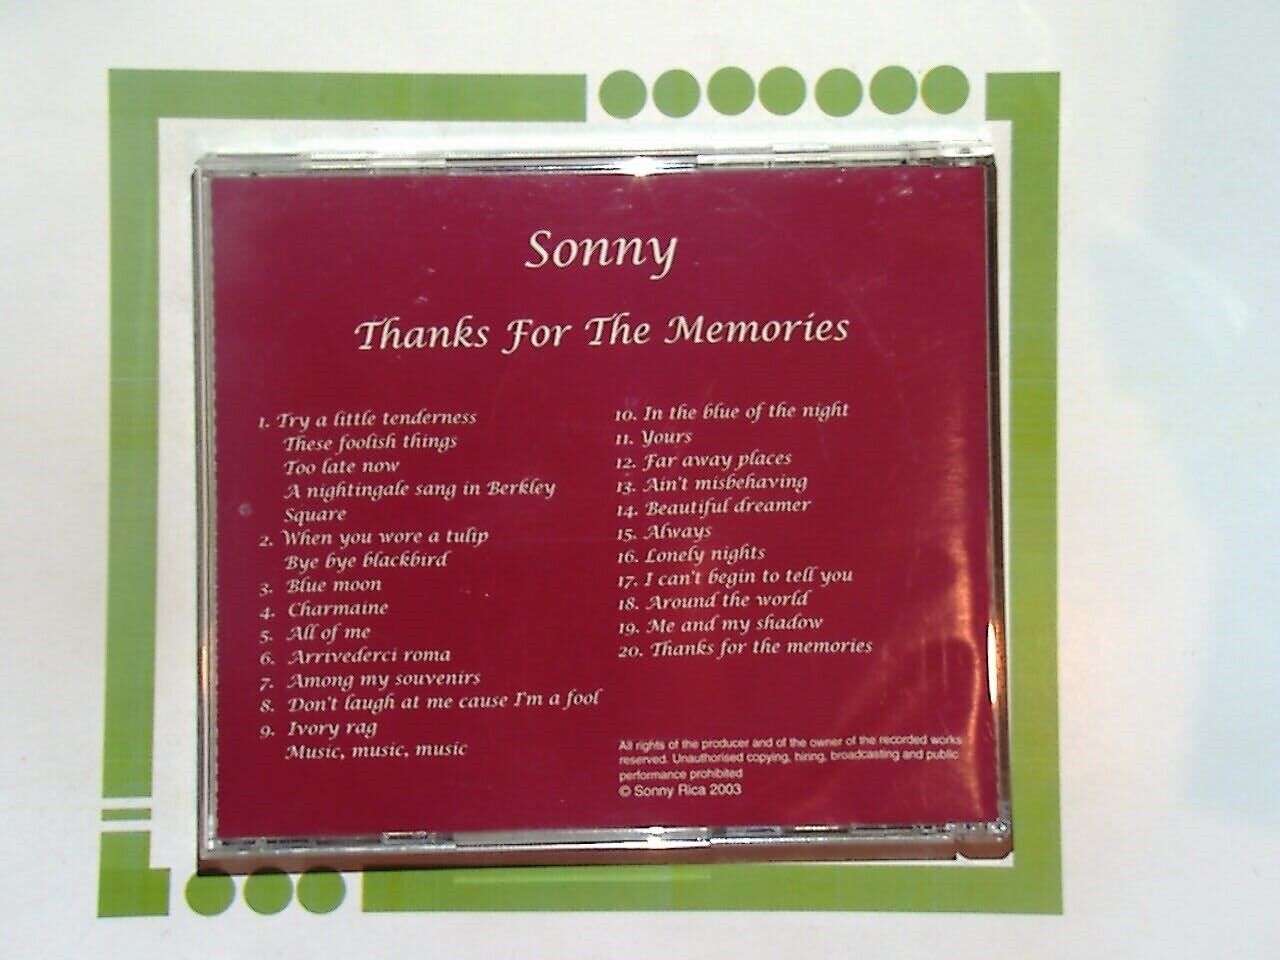 Sonny
Thanks For The Memories
1. Try a little tenderness
These foolish things
Too late now
A nightingale sang in Berkley
Square
2. When you wore a tulip
Bye bye blackbird
3. Blue moon
4. Charmaine
5. All of me
6. Arrivederci roma
7. Among my souvenirs
8. Don't laugh at me cause I'm a fool
9. Ivory rag
Music, music, music
10. In the blue of the night
11. Yours
12. Far away places
13. Ain't misbehaving
14. Beautiful dreamer
15. Always
16. Lonely nights
17. I can't begin to tell you
18. Around the world
19. Me and my shadow
20. Thanks for the memories
All rights of the producer and of the owner of the recorded works
reserved. Unauthorised copying, hiring, broadcasting and public
performance prohibited
© Sonny Rica 2003